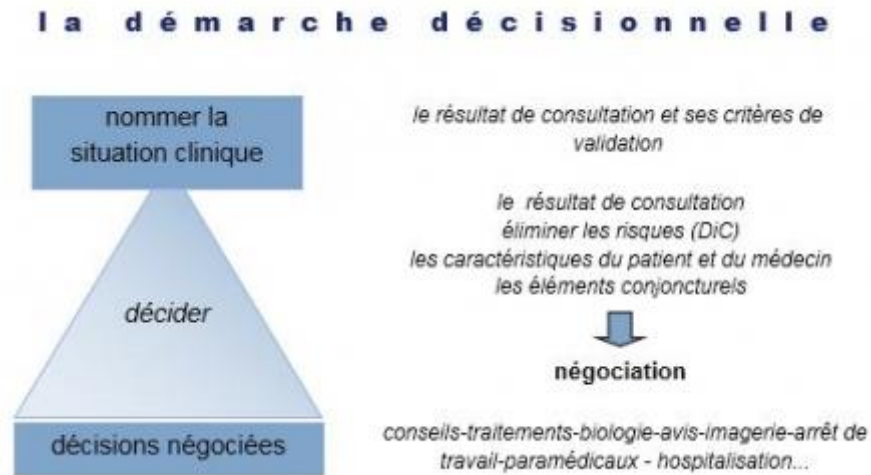 la démarche décisionnelle
nommer la
situation clinique
le résultat de consultation et ses critères de
validation
le résultat de consultation
éliminer les risques (DiC)
les caractéristiques du patient et du médecin
les éléments conjoncturels
décider
négociation
décisions négociées
conseils-traitements-biologie-avis-imagerie-arrêt de
travail-paramédicaux - hospitalisation...